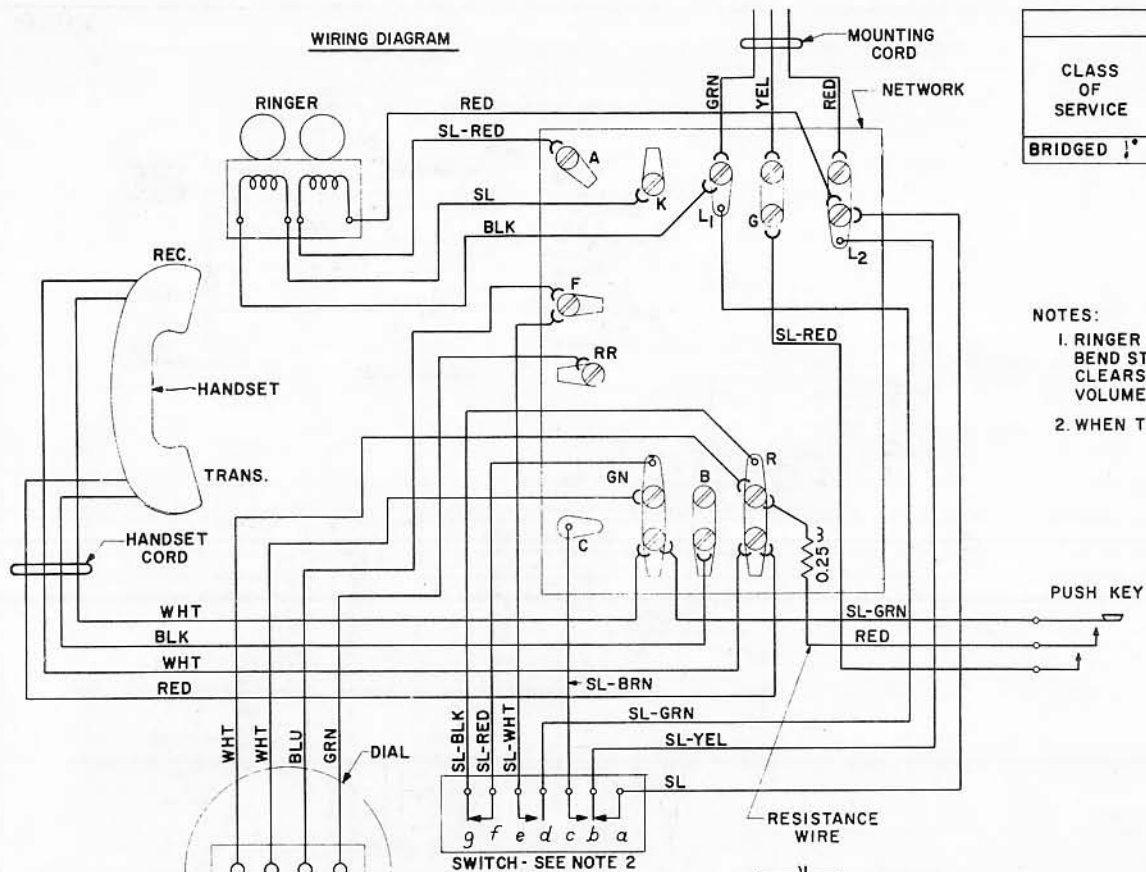 WIRING DIAGRAM
MOUNTING
CORD
CLASS
OF
SERVICE
BRIDGED
RINGER
RED
SL-RED
SL
BLK
GRN
YEL
RED
NETWORK
A
K
L1
G
L2
REC.
F
RR
SL-RED
HANDSET
TRANS.
NOTES:
1. RINGER
BEND ST
CLEARS
VOLUME
2. WHEN T
GN
B
R
C
0.25 ω
HANDSET
CORD
PUSH KEY
WHT
SL-GRN
BLK
RED
WHT
RED
SL-BRN
SL-GRN
SL-YEL
SL
WHT
WHT
BLU
GRN
DIAL
SL-BLK
SL-RED
SL-WHT
g f e d c b a
RESISTANCE
WIRE
SWITCH - SEE NOTE 2